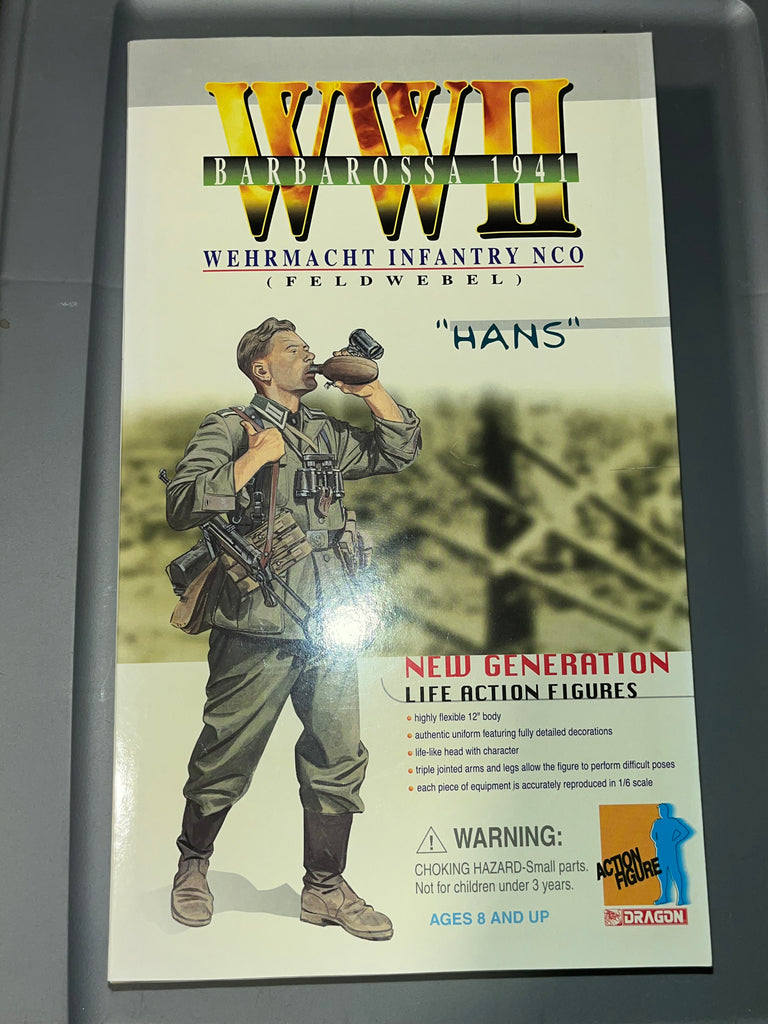 WWII
BARBAROSSA 1941
WEHRMACHT INFANTRY NCO
(FELDWEBEL)
"HANS"
NEW GENERATION
LIFE ACTION FIGURES
• highly flexible 12" body
• authentic uniform featuring fully detailed decorations
• life-like head with character
• triple jointed arms and legs allow the figure to perform difficult poses
• each piece of equipment is accurately reproduced in 1/6 scale
! WARNING:
CHOKING HAZARD-Small parts.
Not for children under 3 years.
AGES 8 AND UP
ACTION
FIGURE
DRAGON